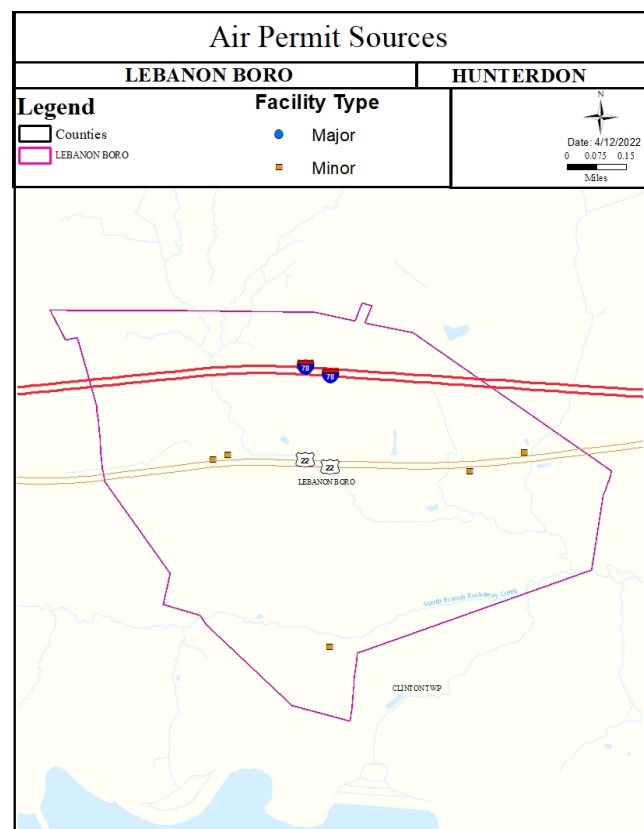 Air Permit Sources
LEBANON BORO
HUNTERDON
Legend
Counties
LEBANON BORO
Facility Type
Major
Minor
N
Date: 4/12/2022
0 0.075 0.15
Miles
78
78
22
22
LEBANON BORO
South Branch Rockaway Creek
CLINTON TWP